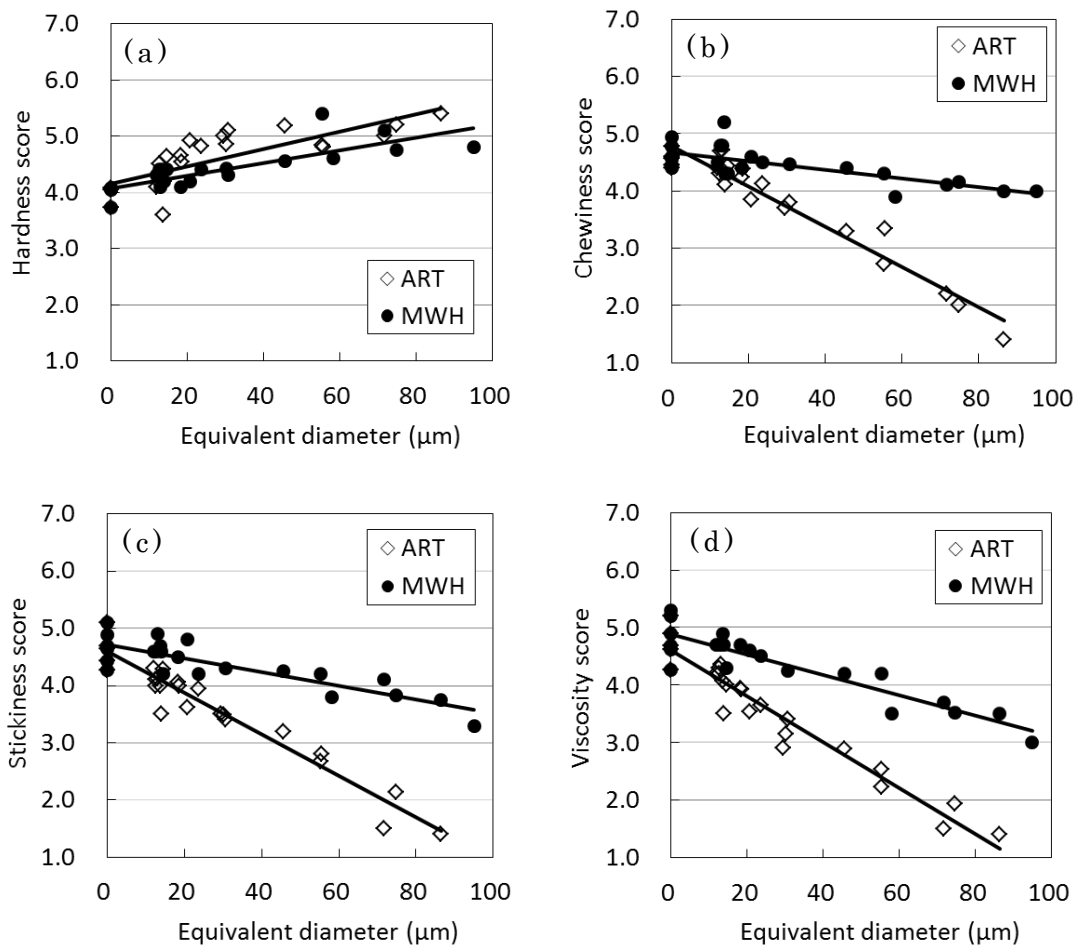 (a)
7.0
6.0
5.0
4.0
3.0
2.0
1.0
Hardness score
ART
MWH
0 20 40 60 80 100
Equivalent diameter (μm)
(b)
7.0
6.0
5.0
4.0
3.0
2.0
1.0
Chewiness score
ART
MWH
0 20 40 60 80 100
Equivalent diameter (μm)
(c)
7.0
6.0
5.0
4.0
3.0
2.0
1.0
Stickiness score
ART
MWH
0 20 40 60 80 100
Equivalent diameter (μm)
(d)
7.0
6.0
5.0
4.0
3.0
2.0
1.0
Viscosity score
ART
MWH
0 20 40 60 80 100
Equivalent diameter (μm)